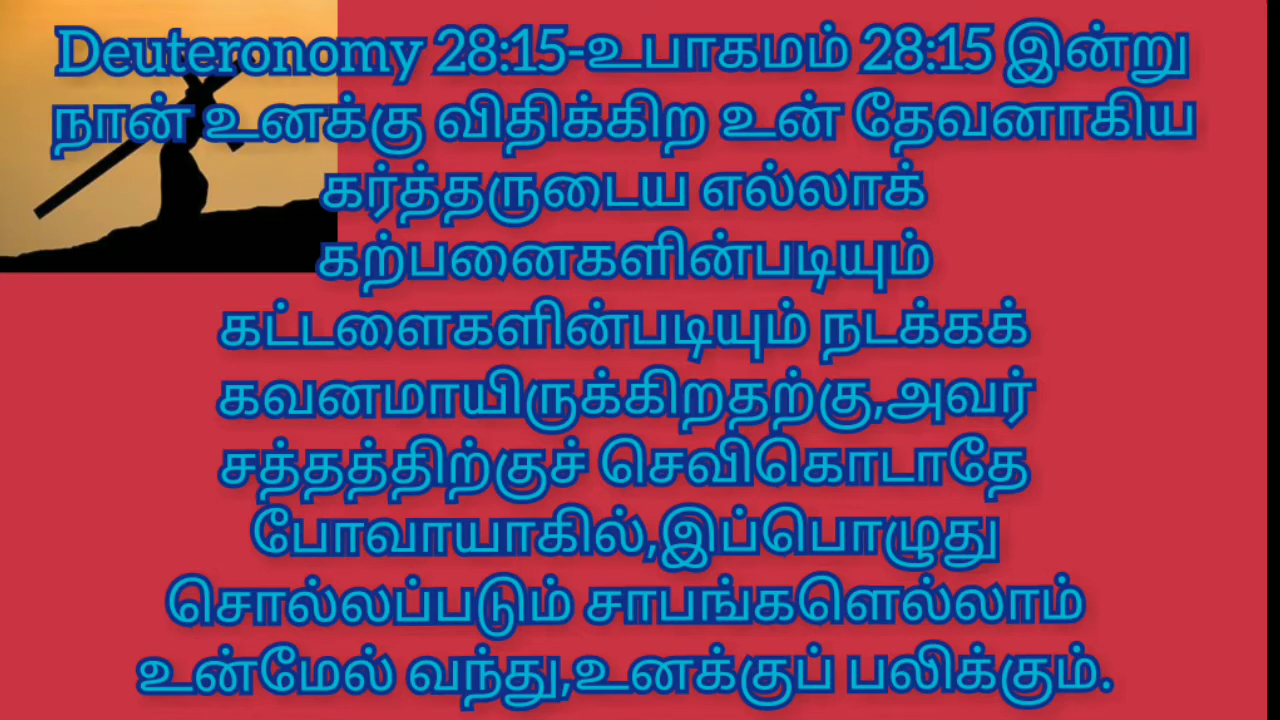 Deuteronomy 28:15-உபாகமம் 28:15 இன்று
நான் உனக்கு விதிக்கிற உன் தேவனாகிய
கர்த்தருடைய எல்லாக்
கற்பனைகளின்படியும்
கட்டளைகளின்படியும் நடக்கக்
கவனமாயிருக்கிறதற்கு,அவர்
சத்தத்திற்குச் செவிகொடாதே
போவாயாகில்,இப்பொழுது
சொல்லப்படும் சாபங்களெல்லாம்
உன்மேல் வந்து,உனக்குப் பலிக்கும்.